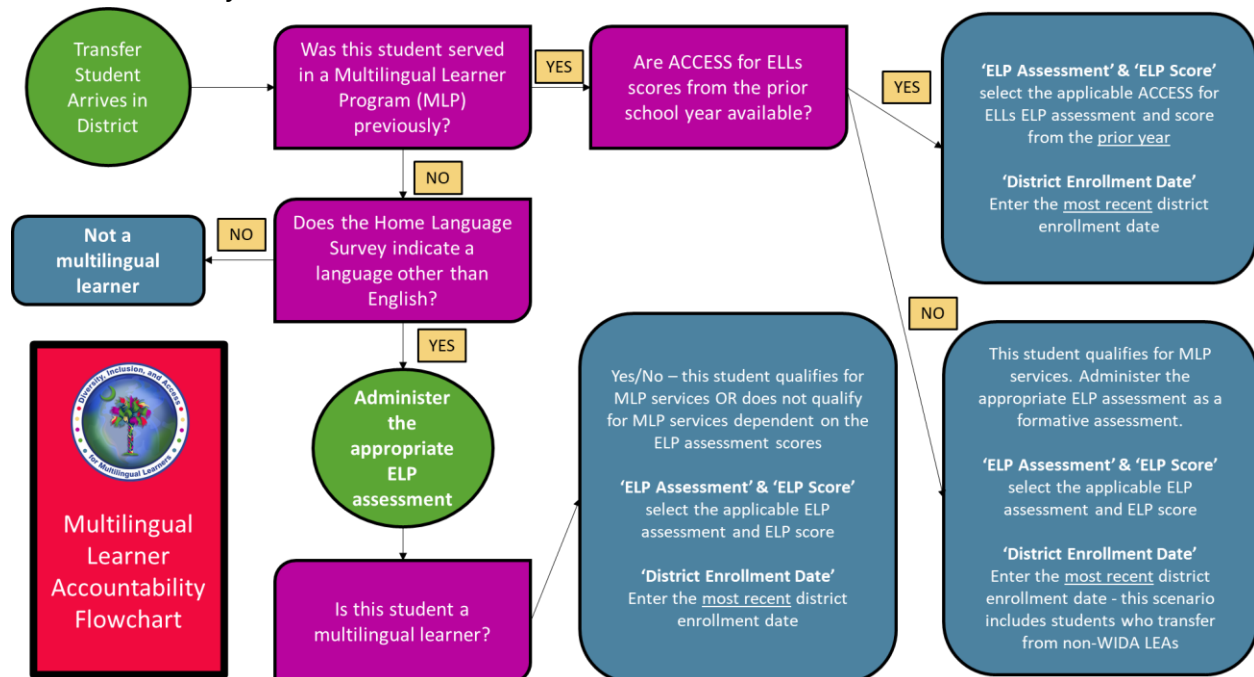 Transfer
Student
Arrives in
District
Was this student served
in a Multilingual Learner
Program (MLP)
previously?
YES
Are ACCESS for ELLs
scores from the prior
school year available?
YES
‘ELP Assessment’ & ‘ELP Score’
select the applicable ACCESS for
ELLs ELP assessment and score
from the prior year
‘District Enrollment Date’
Enter the most recent district
enrollment date
NO
Does the Home Language
Survey indicate a
language other than
English?
NO
Not a
multilingual
learner
YES
Administer
the
appropriate
ELP
assessment
Is this student a
multilingual learner?
Yes/No – this student qualifies for
MLP services OR does not qualify
for MLP services dependent on the
ELP assessment scores
‘ELP Assessment’ & ‘ELP Score’
select the applicable ELP
assessment and ELP score
‘District Enrollment Date’
Enter the most recent district
enrollment date
NO
This student qualifies for MLP
services. Administer the
appropriate ELP assessment as a
formative assessment.
‘ELP Assessment’ & ‘ELP Score’
select the applicable ELP
assessment and ELP score
‘District Enrollment Date’
Enter the most recent district
enrollment date - this scenario
includes students who transfer
from non-WIDA LEAs
Diversity, Inclusion, and Access
for Multilingual Learners
Multilingual
Learner
Accountability
Flowchart